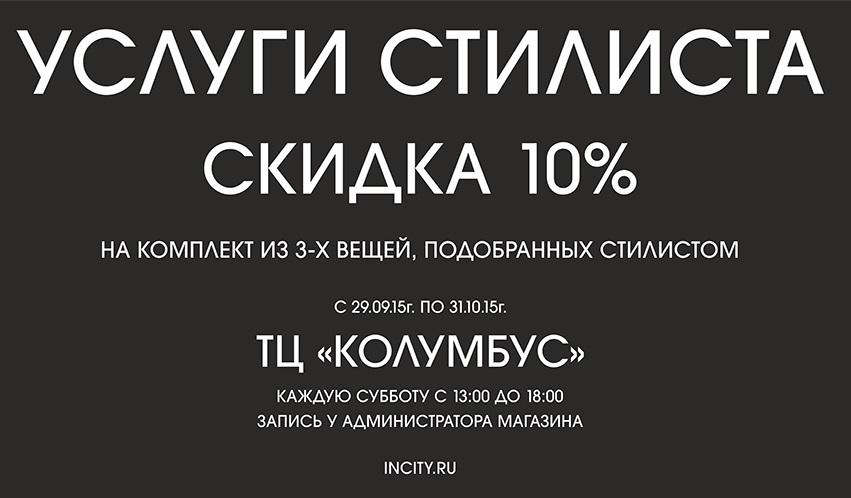 УСЛУГИ СТИЛИСТА
СКИДКА 10%
НА КОМПЛЕКТ ИЗ 3-Х ВЕЩЕЙ, ПОДОБРАННЫХ СТИЛИСТОМ
С 29.09.15г. ПО 31.10.15г.
ТЦ «КОЛУМБУС»
КАЖДУЮ СУББОТУ С 13:00 ДО 18:00
ЗАПИСЬ У АДМИНИСТРАТОРА МАГАЗИНА
INCITY.RU